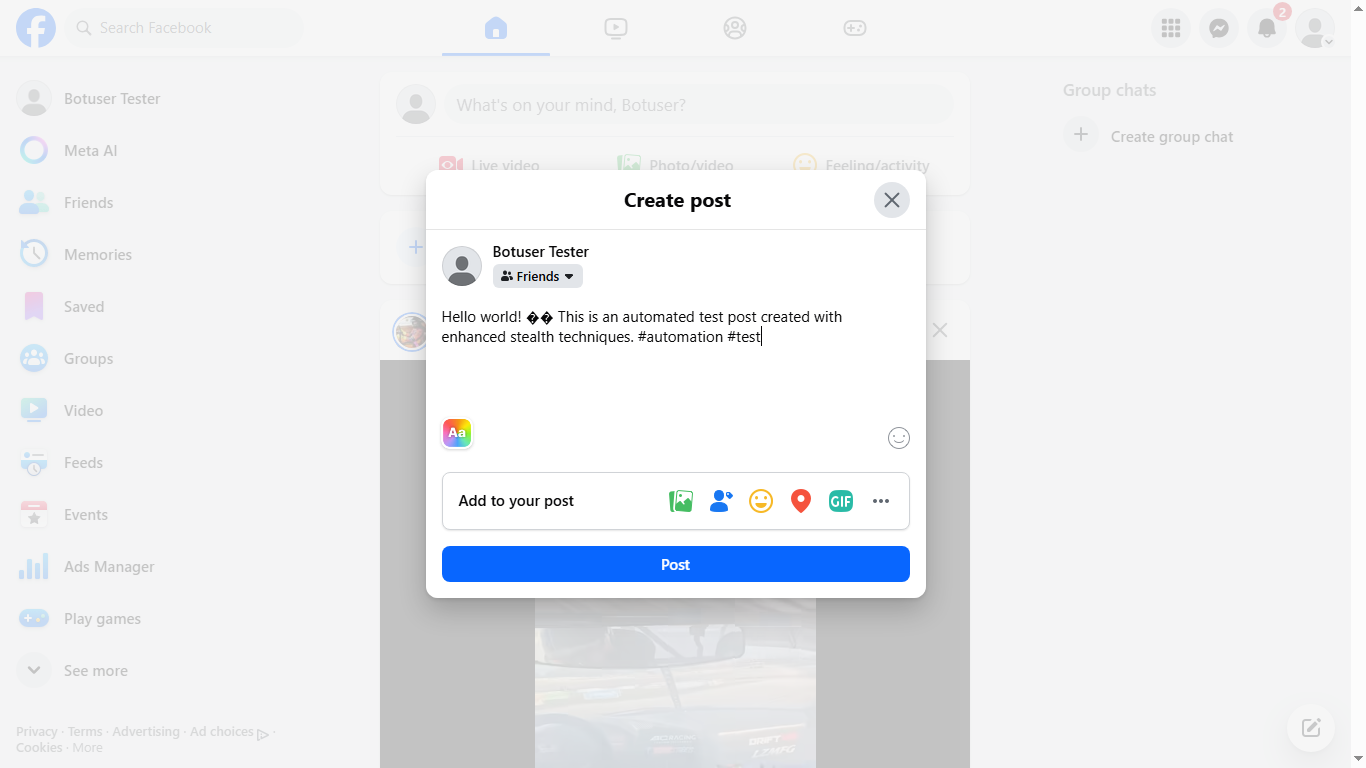 Search Facebook
2
Botuser Tester
Meta AI
Friends
Memories
Saved
Groups
Video
Feeds
Events
Ads Manager
Play games
See more
Privacy · Terms · Advertising · Ad choices ·
Cookies · More
What's on your mind, Botuser?
Live video
Photo/video
Feeling/activity
Create post
Botuser Tester
Friends
Hello world! �� This is an automated test post created with
enhanced stealth techniques. #automation #test
Aa
Add to your post
GIF
Post
DRIFT
Group chats
Create group chat